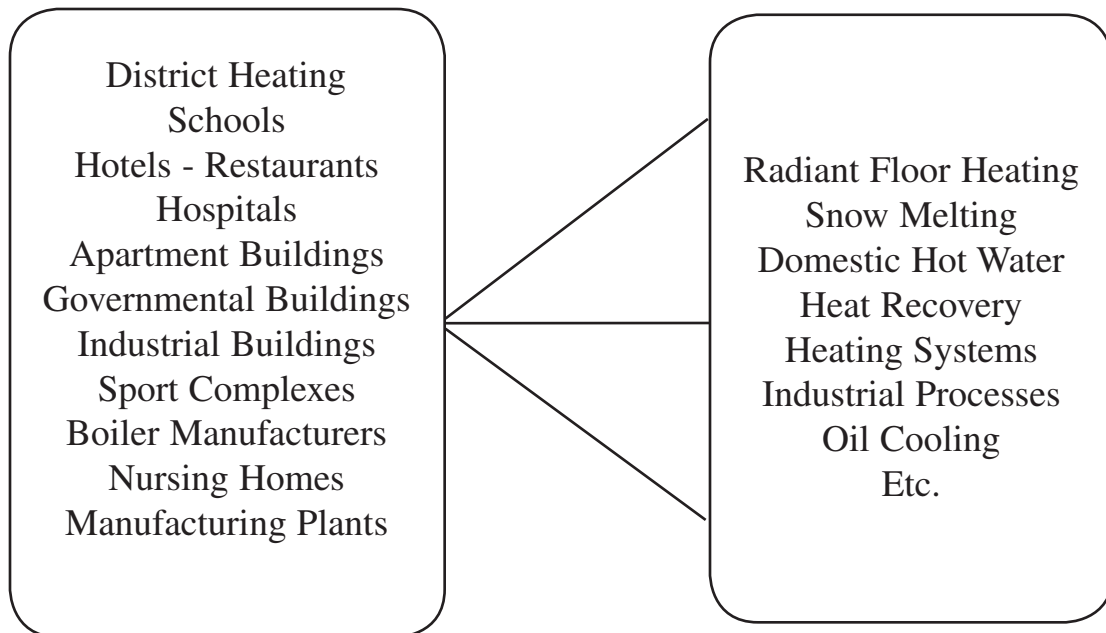 District Heating
Schools
Hotels - Restaurants
Hospitals
Apartment Buildings
Governmental Buildings
Industrial Buildings
Sport Complexes
Boiler Manufacturers
Nursing Homes
Manufacturing Plants
Radiant Floor Heating
Snow Melting
Domestic Hot Water
Heat Recovery
Heating Systems
Industrial Processes
Oil Cooling
Etc.